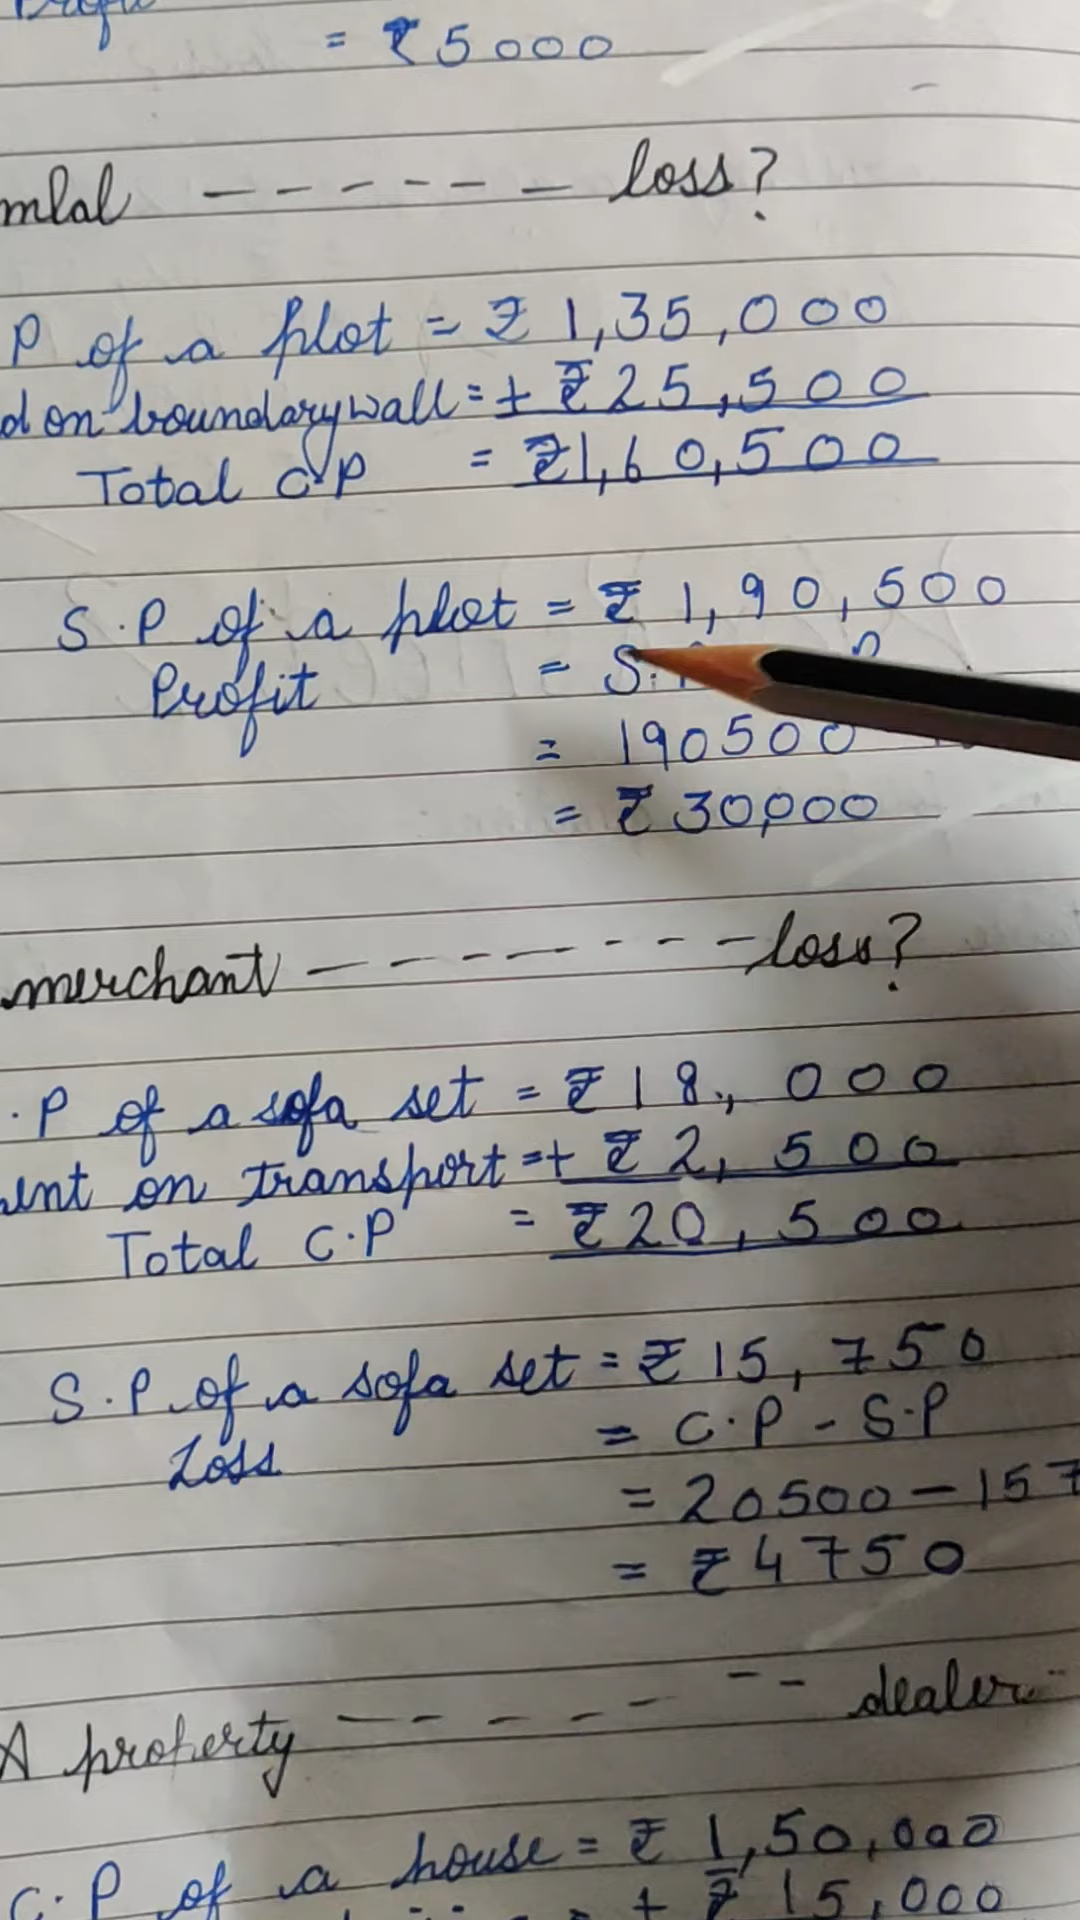 = ₹5000
mlal ------ loss?
P of a plot = ₹ 1,35,000
d on boundary wall = + ₹ 25,500
Total C.P = ₹1,60,500
S.P of a plot = ₹ 1,90,500
Profit = S.
= 190500
= ₹ 30,000
merchant ------- loss?
.P of a sofa set = ₹ 18,000
ent on transport = + ₹ 2,500
Total C.P = ₹ 20,500
S.P. of a sofa set = ₹ 15,750
Loss = C.P - S.P
= 20500 - 157
= ₹ 4750
A property ------- dealer
C.P of a house = ₹ 1,50,000
+ ₹ 15,000